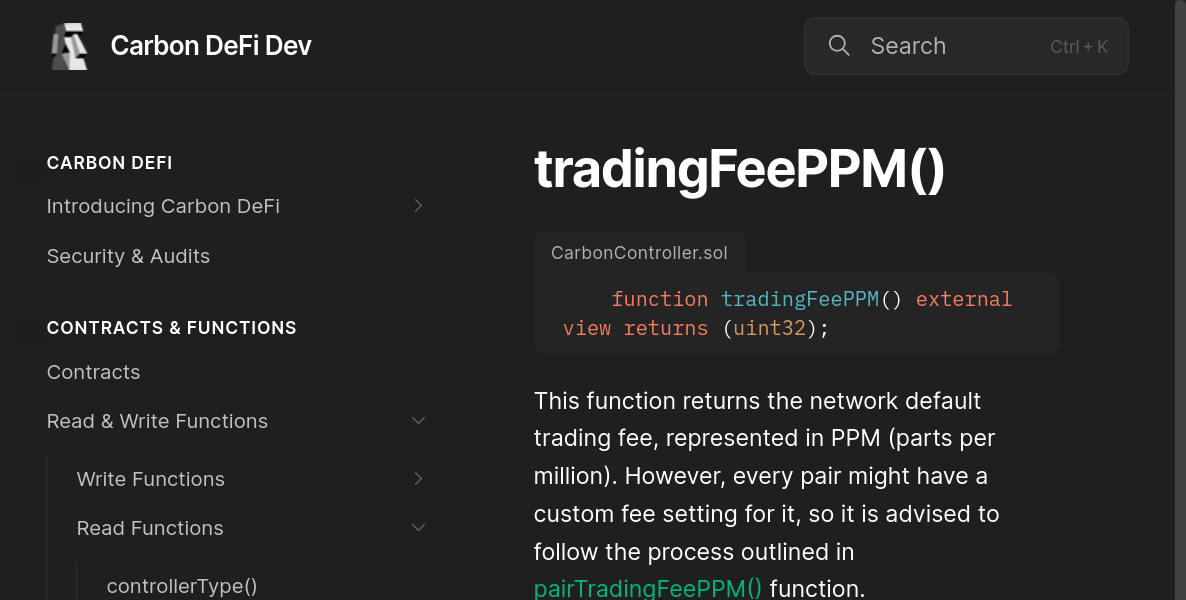 Carbon DeFi Dev
Search
Ctrl + K
CARBON DEFI
Introducing Carbon DeFi
Security & Audits
CONTRACTS & FUNCTIONS
Contracts
Read & Write Functions
Write Functions
Read Functions
controllerType()
tradingFeePPM()
CarbonController.sol
function tradingFeePPM() external
view returns (uint32);
This function returns the network default
trading fee, represented in PPM (parts per
million). However, every pair might have a
custom fee setting for it, so it is advised to
follow the process outlined in
pairTradingFeePPM() function.